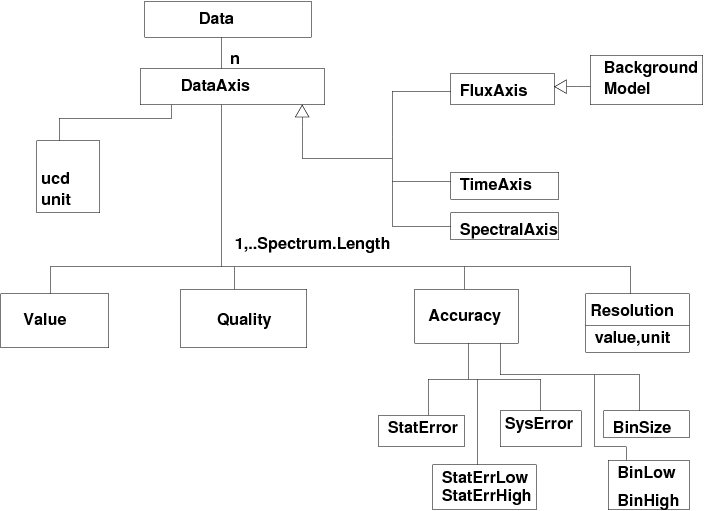 Data
n
DataAxis
FluxAxis
Background
Model
ucd
unit
TimeAxis
SpectralAxis
1,..Spectrum.Length
Value
Quality
Accuracy
Resolution
value,unit
StatError
SysError
BinSize
StatErrLow
StatErrHigh
BinLow
BinHigh